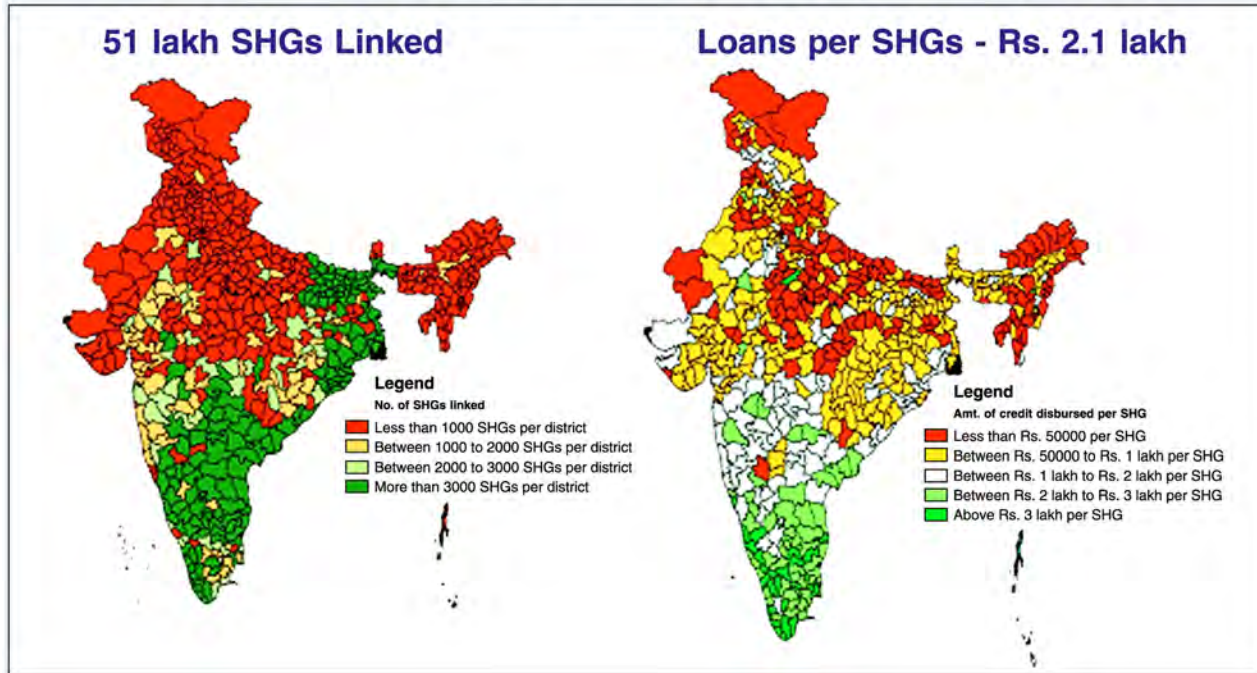 51 lakh SHGs Linked
Loans per SHGs - Rs. 2.1 lakh
Legend
No. of SHGs linked
Less than 1000 SHGs per district
Between 1000 to 2000 SHGs per district
Between 2000 to 3000 SHGs per district
More than 3000 SHGs per district
Legend
Amt. of credit disbursed per SHG
Less than Rs. 50000 per SHG
Between Rs. 50000 to Rs. 1 lakh per SHG
Between Rs. 1 lakh to Rs. 2 lakh per SHG
Between Rs. 2 lakh to Rs. 3 lakh per SHG
Above Rs. 3 lakh per SHG